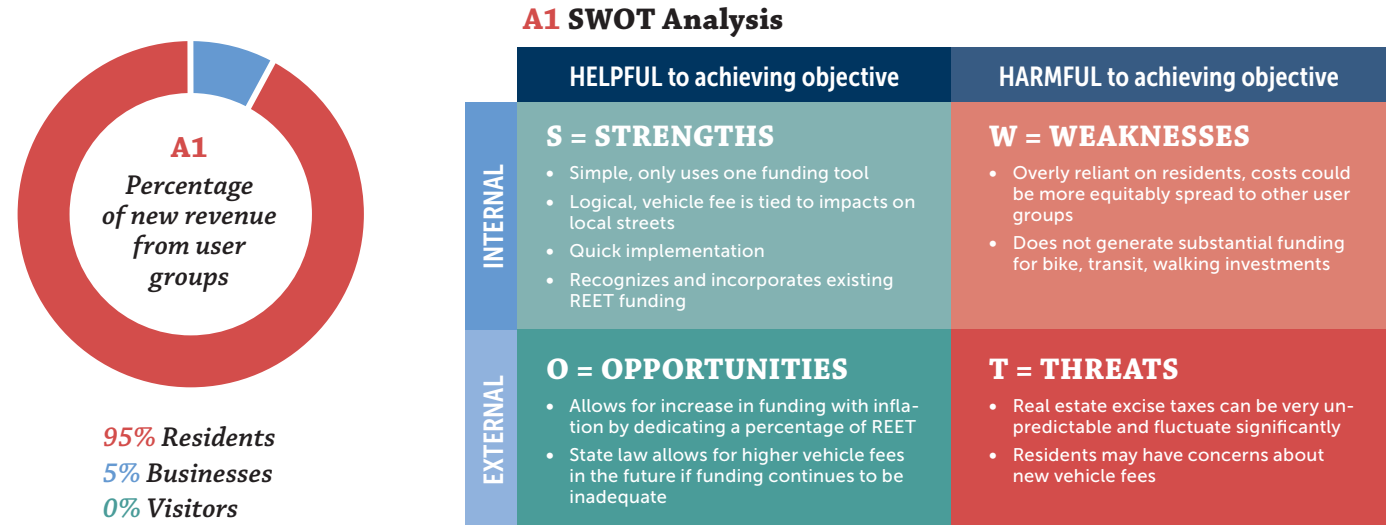 A1
Percentage
of new revenue
from user
groups
95% Residents
5% Businesses
0% Visitors
A1 SWOT Analysis
HELPFUL to achieving objective
HARMFUL to achieving objective
INTERNAL
S = STRENGTHS
• Simple, only uses one funding tool
• Logical, vehicle fee is tied to impacts on
local streets
• Quick implementation
• Recognizes and incorporates existing
REET funding
W = WEAKNESSES
• Overly reliant on residents, costs could
be more equitably spread to other user
groups
• Does not generate substantial funding
for bike, transit, walking investments
EXTERNAL
O = OPPORTUNITIES
• Allows for increase in funding with infla-
tion by dedicating a percentage of REET
• State law allows for higher vehicle fees
in the future if funding continues to be
inadequate
T = THREATS
• Real estate excise taxes can be very un-
predictable and fluctuate significantly
• Residents may have concerns about
new vehicle fees